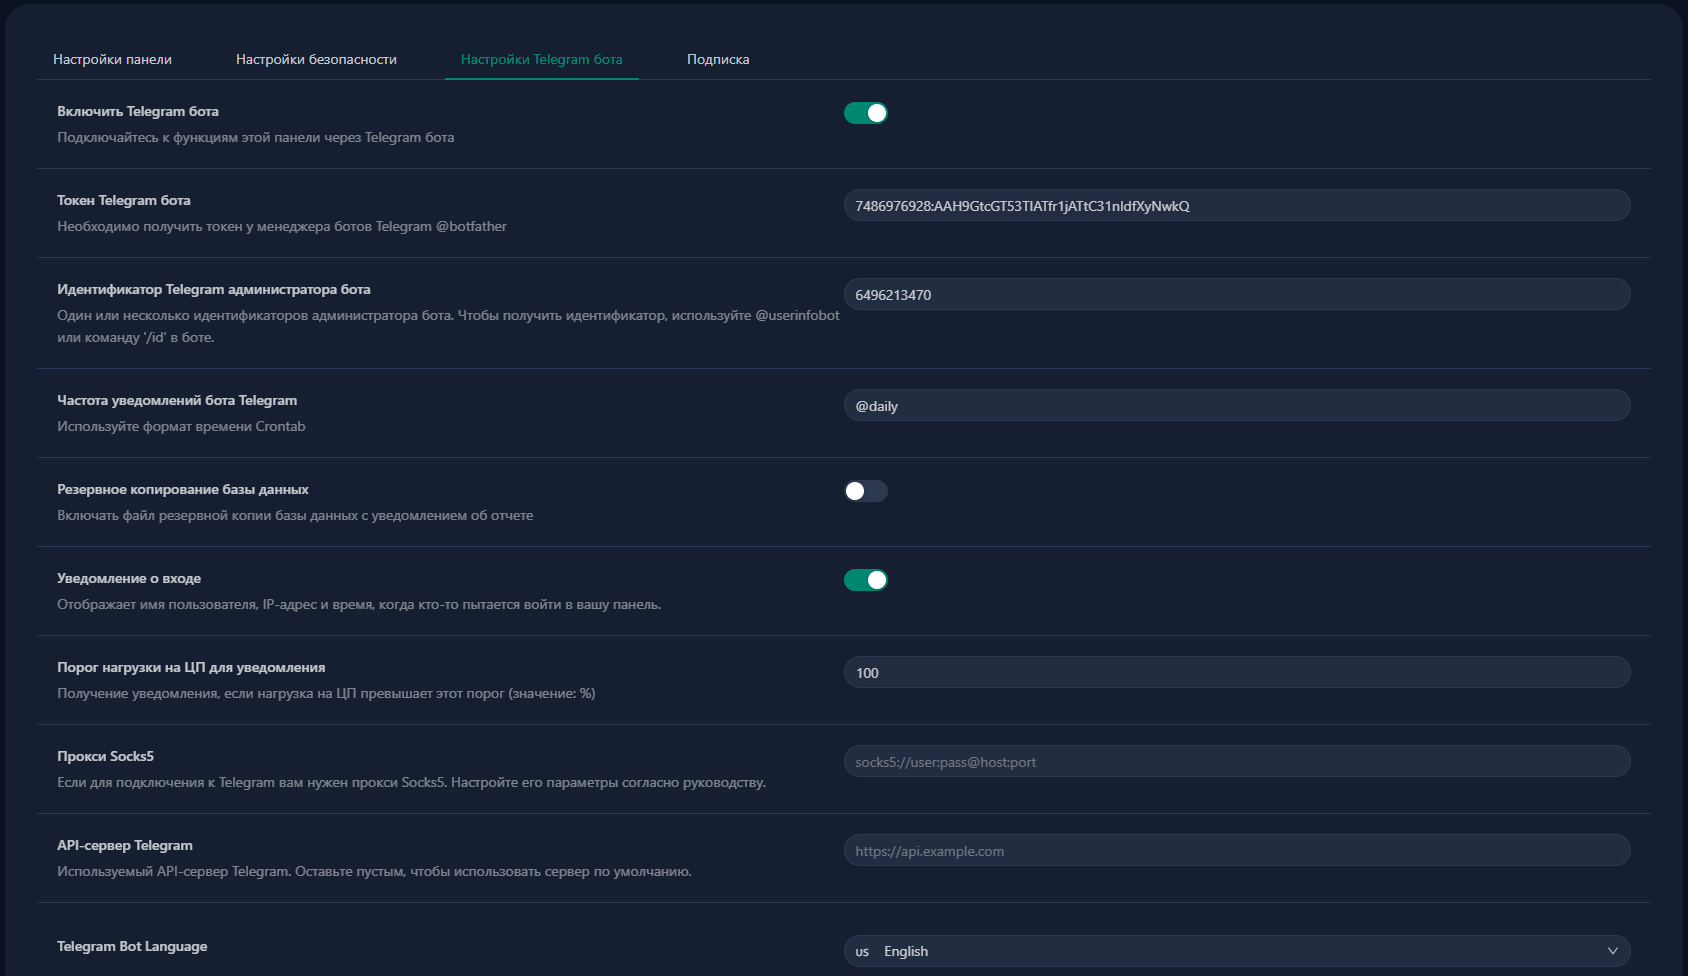 Настройки панели
Настройки безопасности
Настройки Telegram бота
Подписка
Включить Telegram бота
Подключайтесь к функциям этой панели через Telegram бота
Токен Telegram бота
Необходимо получить токен у менеджера ботов Telegram @botfather
7486976928:AAH9GtcGT53TIATfr1jATtC31nldfXyNwkQ
Идентификатор Telegram администратора бота
Один или несколько идентификаторов администратора бота. Чтобы получить идентификатор, используйте @userinfobot
или команду '/id' в боте.
6496213470
Частота уведомлений бота Telegram
Используйте формат времени Crontab
@daily
Резервное копирование базы данных
Включать файл резервной копии базы данных с уведомлением об отчете
Уведомление о входе
Отображает имя пользователя, IP-адрес и время, когда кто-то пытается войти в вашу панель.
Порог нагрузки на ЦП для уведомления
Получение уведомления, если нагрузка на ЦП превышает этот порог (значение: %)
100
Прокси Socks5
Если для подключения к Telegram вам нужен прокси Socks5. Настройте его параметры согласно руководству.
socks5://user:pass@host:port
API-сервер Telegram
Используемый API-сервер Telegram. Оставьте пустым, чтобы использовать сервер по умолчанию.
https://api.example.com
Telegram Bot Language
us English